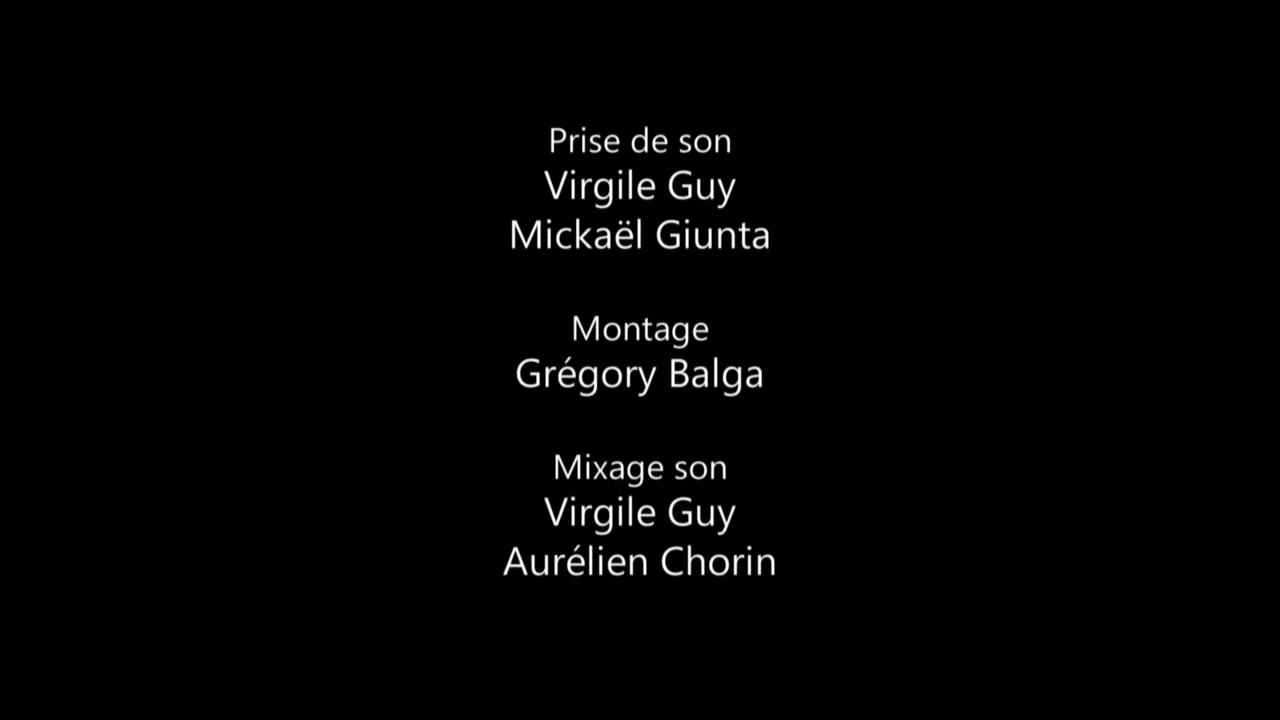 Prise de son
Virgile Guy
Mickaël Giunta
Montage
Grégory Balga
Mixage son
Virgile Guy
Aurélien Chorin